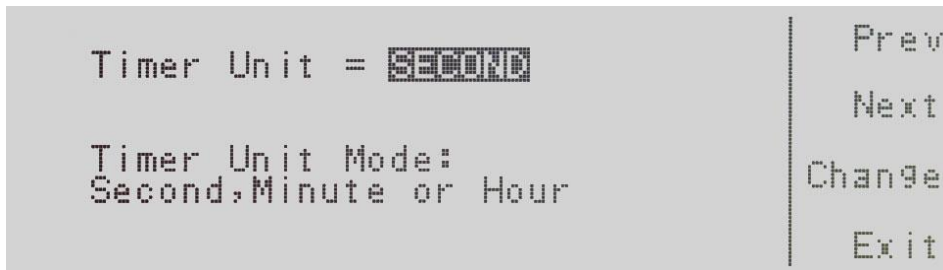 Timer Unit = SECOND
Timer Unit Mode:
Second,Minute or Hour
Prev
Next
Change
Exit